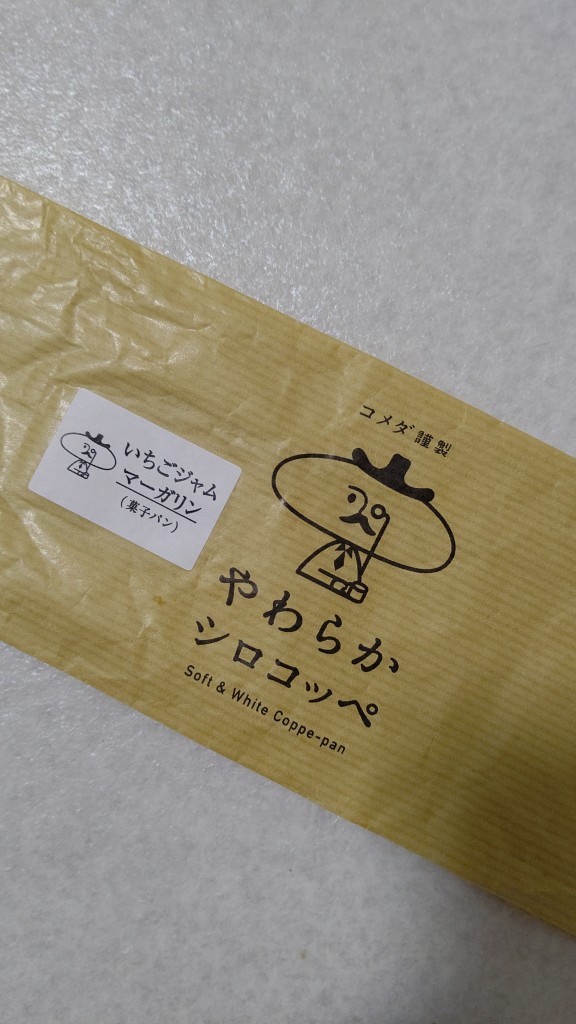 コメダ謹製
やわらか
シロコッペ
Soft & White Coppe-pan
いちごジャム
マーガリン
(菓子パン)